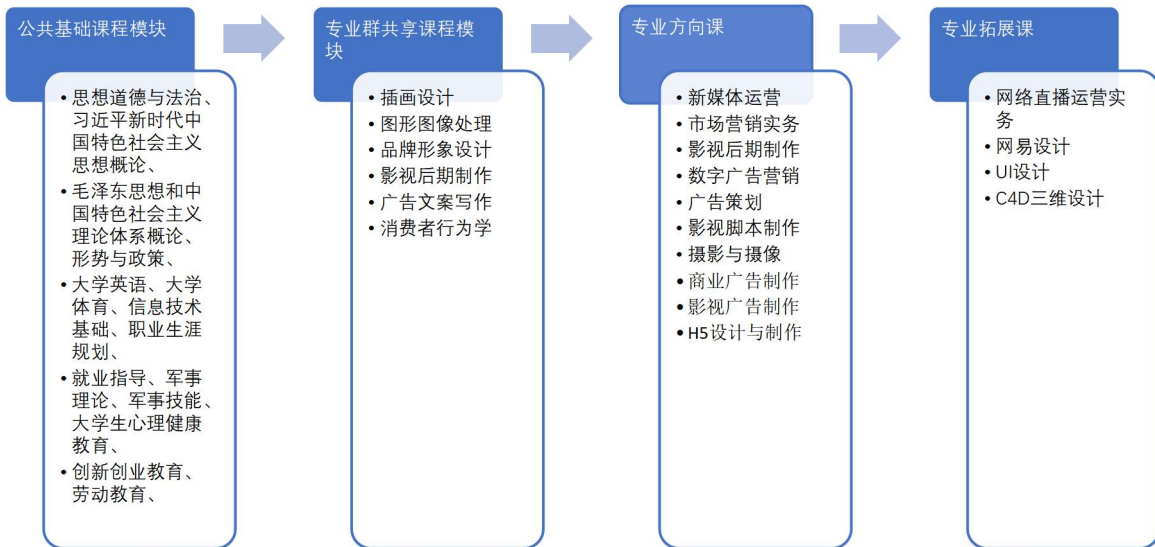 公共基础课程模块
• 思想道德与法治、
习近平新时代中
国特色社会主义
思想概论、
• 毛泽东思想和中
国特色社会主义
理论体系概论、
形势与政策、
• 大学英语、大学
体育、信息技术
基础、职业生涯
规划、
• 就业指导、军事
理论、军事技能、
大学生心理健康
教育、
• 创新创业教育、
劳动教育、
专业群共享课程模
块
• 插画设计
• 图形图像处理
• 品牌形象设计
• 影视后期制作
• 广告文案写作
• 消费者行为学
专业方向课
• 新媒体运营
• 市场营销实务
• 影视后期制作
• 数字广告营销
• 广告策划
• 影视脚本制作
• 摄影与摄像
• 商业广告制作
• 影视广告制作
• H5设计与制作
专业拓展课
• 网络直播运营实
务
• 网易设计
• UI设计
• C4D三维设计